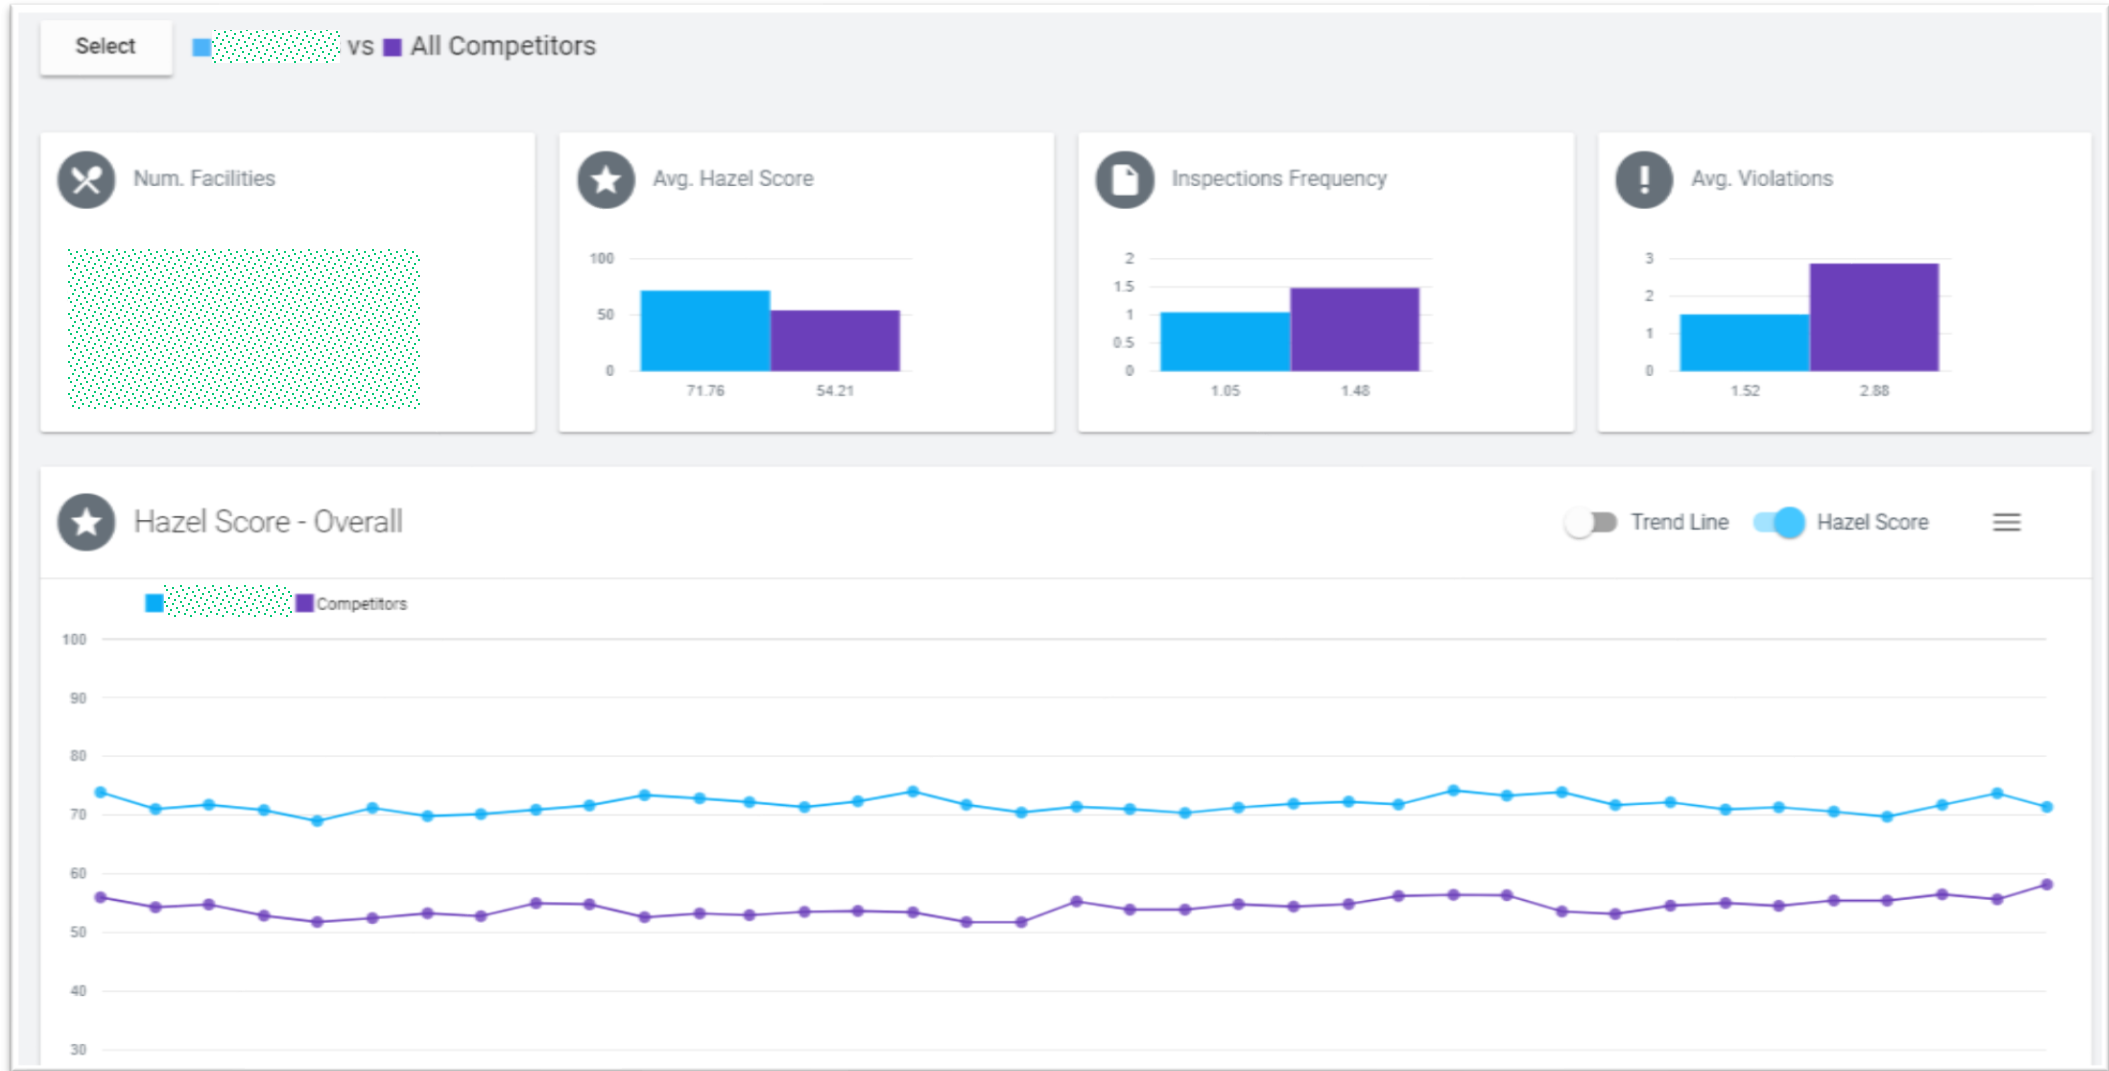 Select vs All Competitors
Num. Facilities
Avg. Hazel Score
100
50
0
71.76 54.21
Inspections Frequency
2
1.5
1
0.5
0
1.05 1.48
Avg. Violations
3
2
1
0
1.52 2.88
Hazel Score - Overall
Trend Line Hazel Score
Competitors
100
90
80
70
60
50
40
30